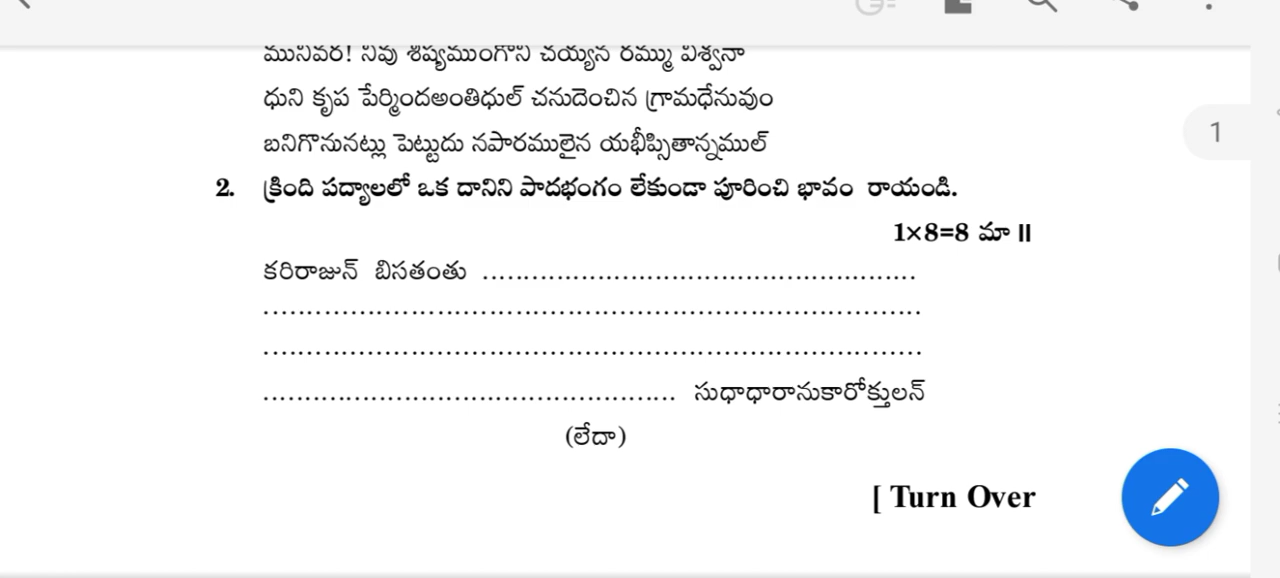 మునివర! నీవు శిష్యముంగొని చయ్యన రమ్ము విశ్వనా
ధుని కృప పేర్మిందఅంతిధుల్ చనుదెంచిన గ్రామధేనువుం
బనిగొనునట్లు పెట్టుదు నపారములైన యభీప్సితాన్నముల్
1
2. క్రింది పద్యాలలో ఒక దానిని పాదభంగం లేకుండా పూరించి భావం రాయండి.
1×8=8 మా ||
కరిరాజున్ బిసతంతు ....................................................
................................................................................
................................................................................
.................................................. సుధాధారానుకారోక్తులన్
(లేదా)
[ Turn Over